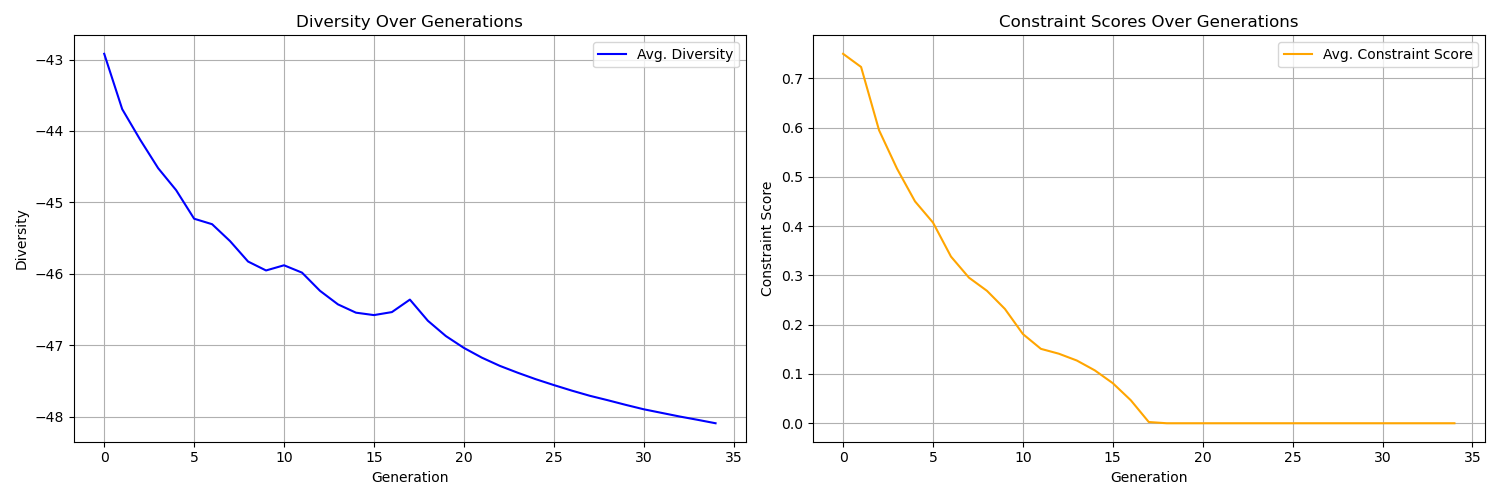 Diversity Over Generations
Avg. Diversity
Diversity
−43
−44
−45
−46
−47
−48
0 5 10 15 20 25 30 35
Generation
Constraint Scores Over Generations
Avg. Constraint Score
Constraint Score
0.7
0.6
0.5
0.4
0.3
0.2
0.1
0.0
0 5 10 15 20 25 30 35
Generation